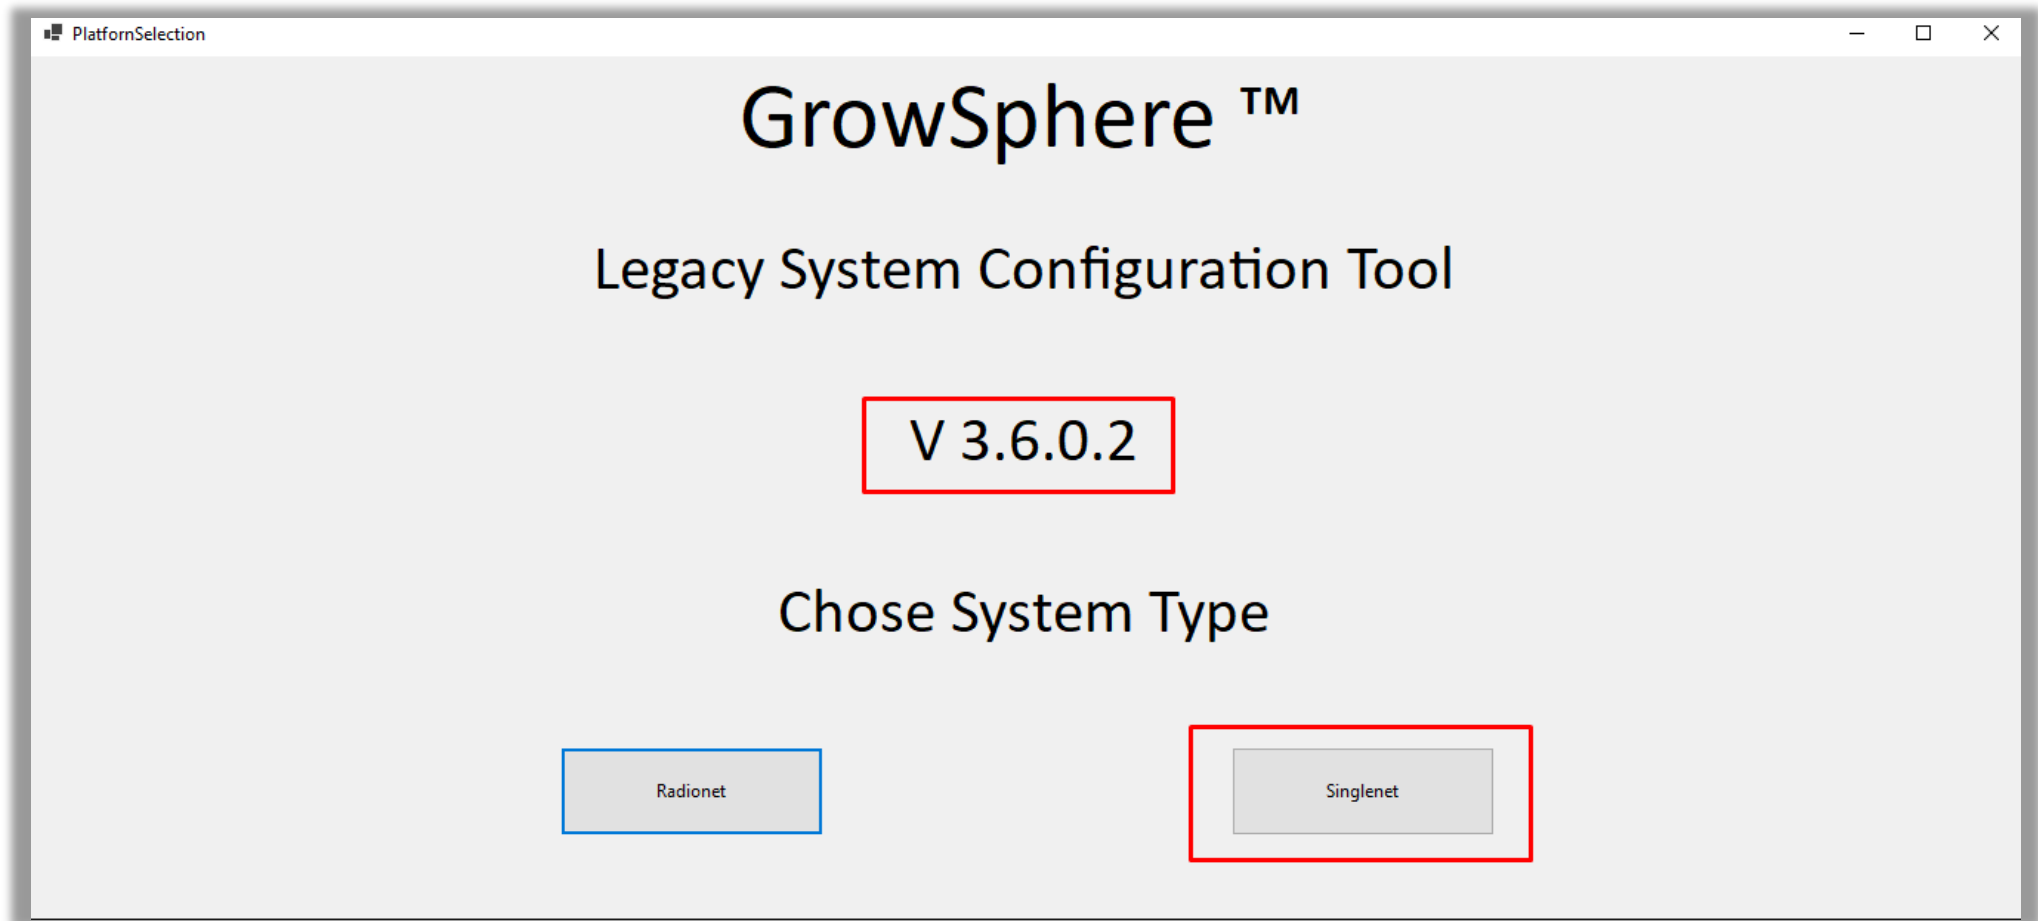 PlatfornSelection
GrowSphere ™
Legacy System Configuration Tool
V 3.6.0.2
Chose System Type
Radionet
Singlenet